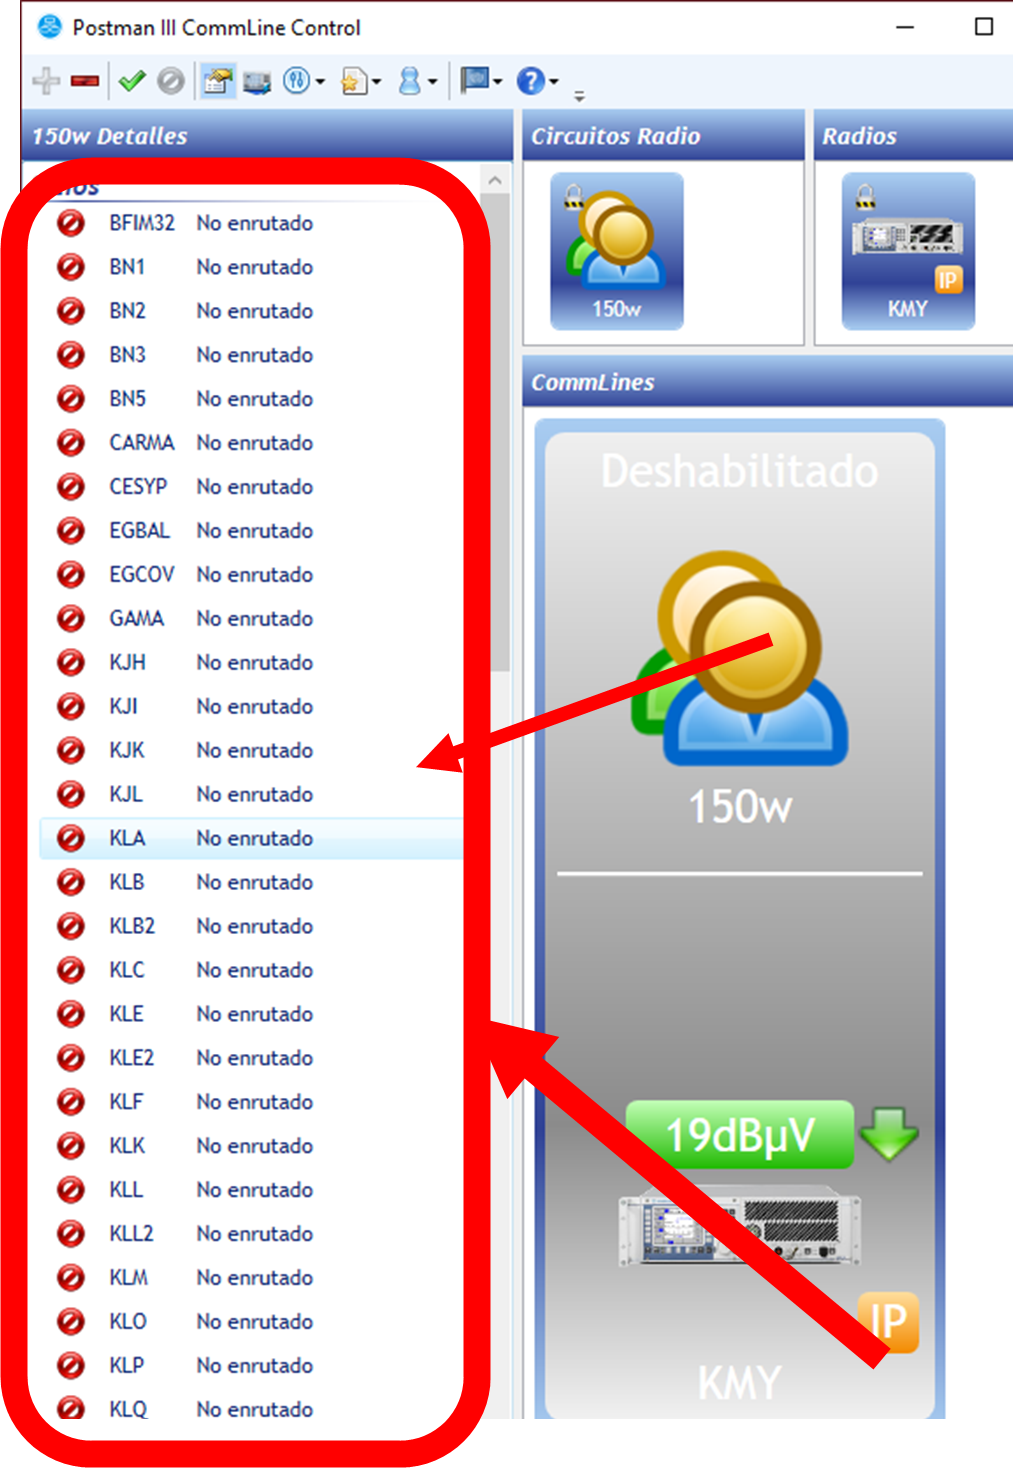 Postman III CommLine Control
150w Detalles
BFIM32 No enrutado
BN1 No enrutado
BN2 No enrutado
BN3 No enrutado
BN5 No enrutado
CARMA No enrutado
CESYP No enrutado
EGBAL No enrutado
EGCOV No enrutado
GAMA No enrutado
KJH No enrutado
KJI No enrutado
KJK No enrutado
KJL No enrutado
KLA No enrutado
KLB No enrutado
KLB2 No enrutado
KLC No enrutado
KLE No enrutado
KLE2 No enrutado
KLF No enrutado
KLK No enrutado
KLL No enrutado
KLL2 No enrutado
KLM No enrutado
KLO No enrutado
KLP No enrutado
KLQ No enrutado
Circuitos Radio
150w
Radios
IP
KMY
CommLines
Deshabilitado
150w
19dBµV
IP
KMY